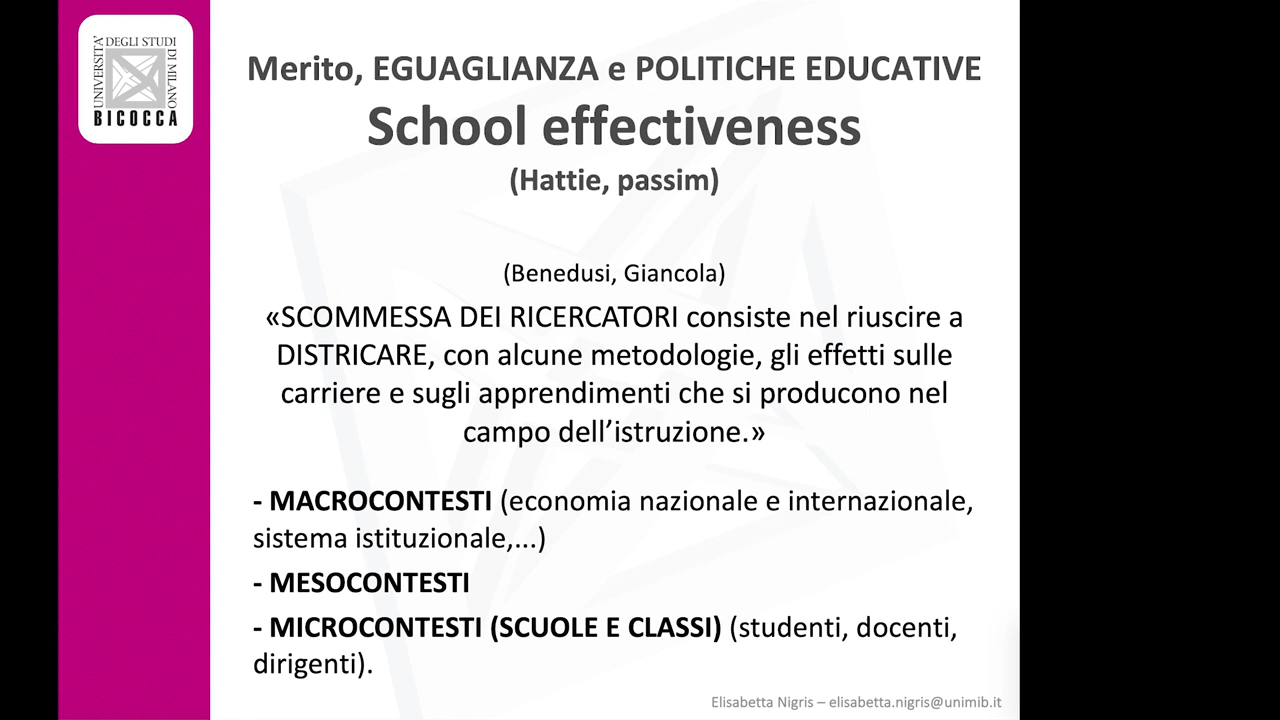 UNIVERSITA'
DEGLI STUDI
DI MILANO
BICOCCA
Merito, EGUAGLIANZA e POLITICHE EDUCATIVE
School effectiveness
(Hattie, passim)
(Benedusi, Giancola)
«SCOMMESSA DEI RICERCATORI consiste nel riuscire a
DISTRICARE, con alcune metodologie, gli effetti sulle
carriere e sugli apprendimenti che si producono nel
campo dell’istruzione.»
- MACROCONTESTI (economia nazionale e internazionale,
sistema istituzionale,...)
- MESOCONTESTI
- MICROCONTESTI (SCUOLE E CLASSI) (studenti, docenti,
dirigenti).
Elisabetta Nigris – elisabetta.nigris@unimib.it